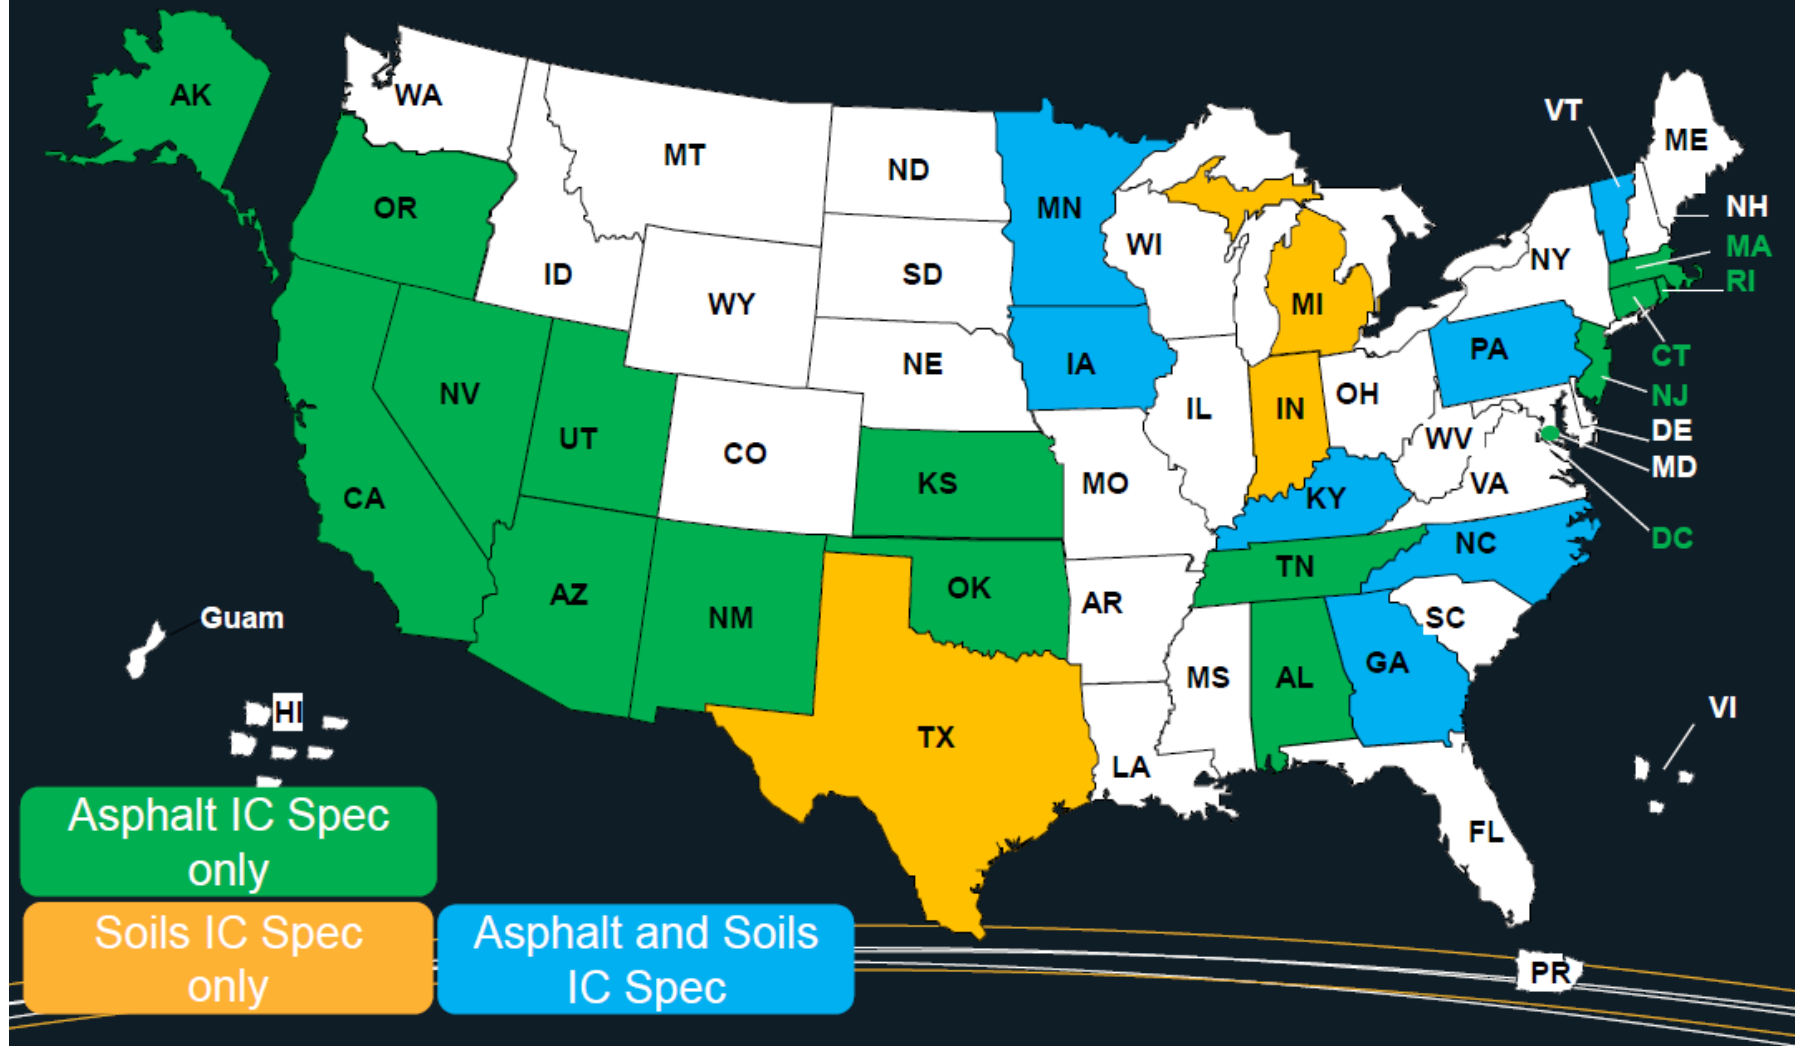 AK
WA
MT
ND
MN
VT
ME
OR
ID
WY
SD
WI
MI
NY
NH
MA
RI
NV
UT
CO
NE
IA
IL
IN
OH
PA
CT
NJ
DE
MD
CA
KS
MO
KY
WV
VA
DC
AZ
NM
OK
AR
TN
NC
SC
Guam
HI
TX
LA
MS
AL
GA
FL
VI
PR
Asphalt IC Spec
only
Soils IC Spec
only
Asphalt and Soils
IC Spec